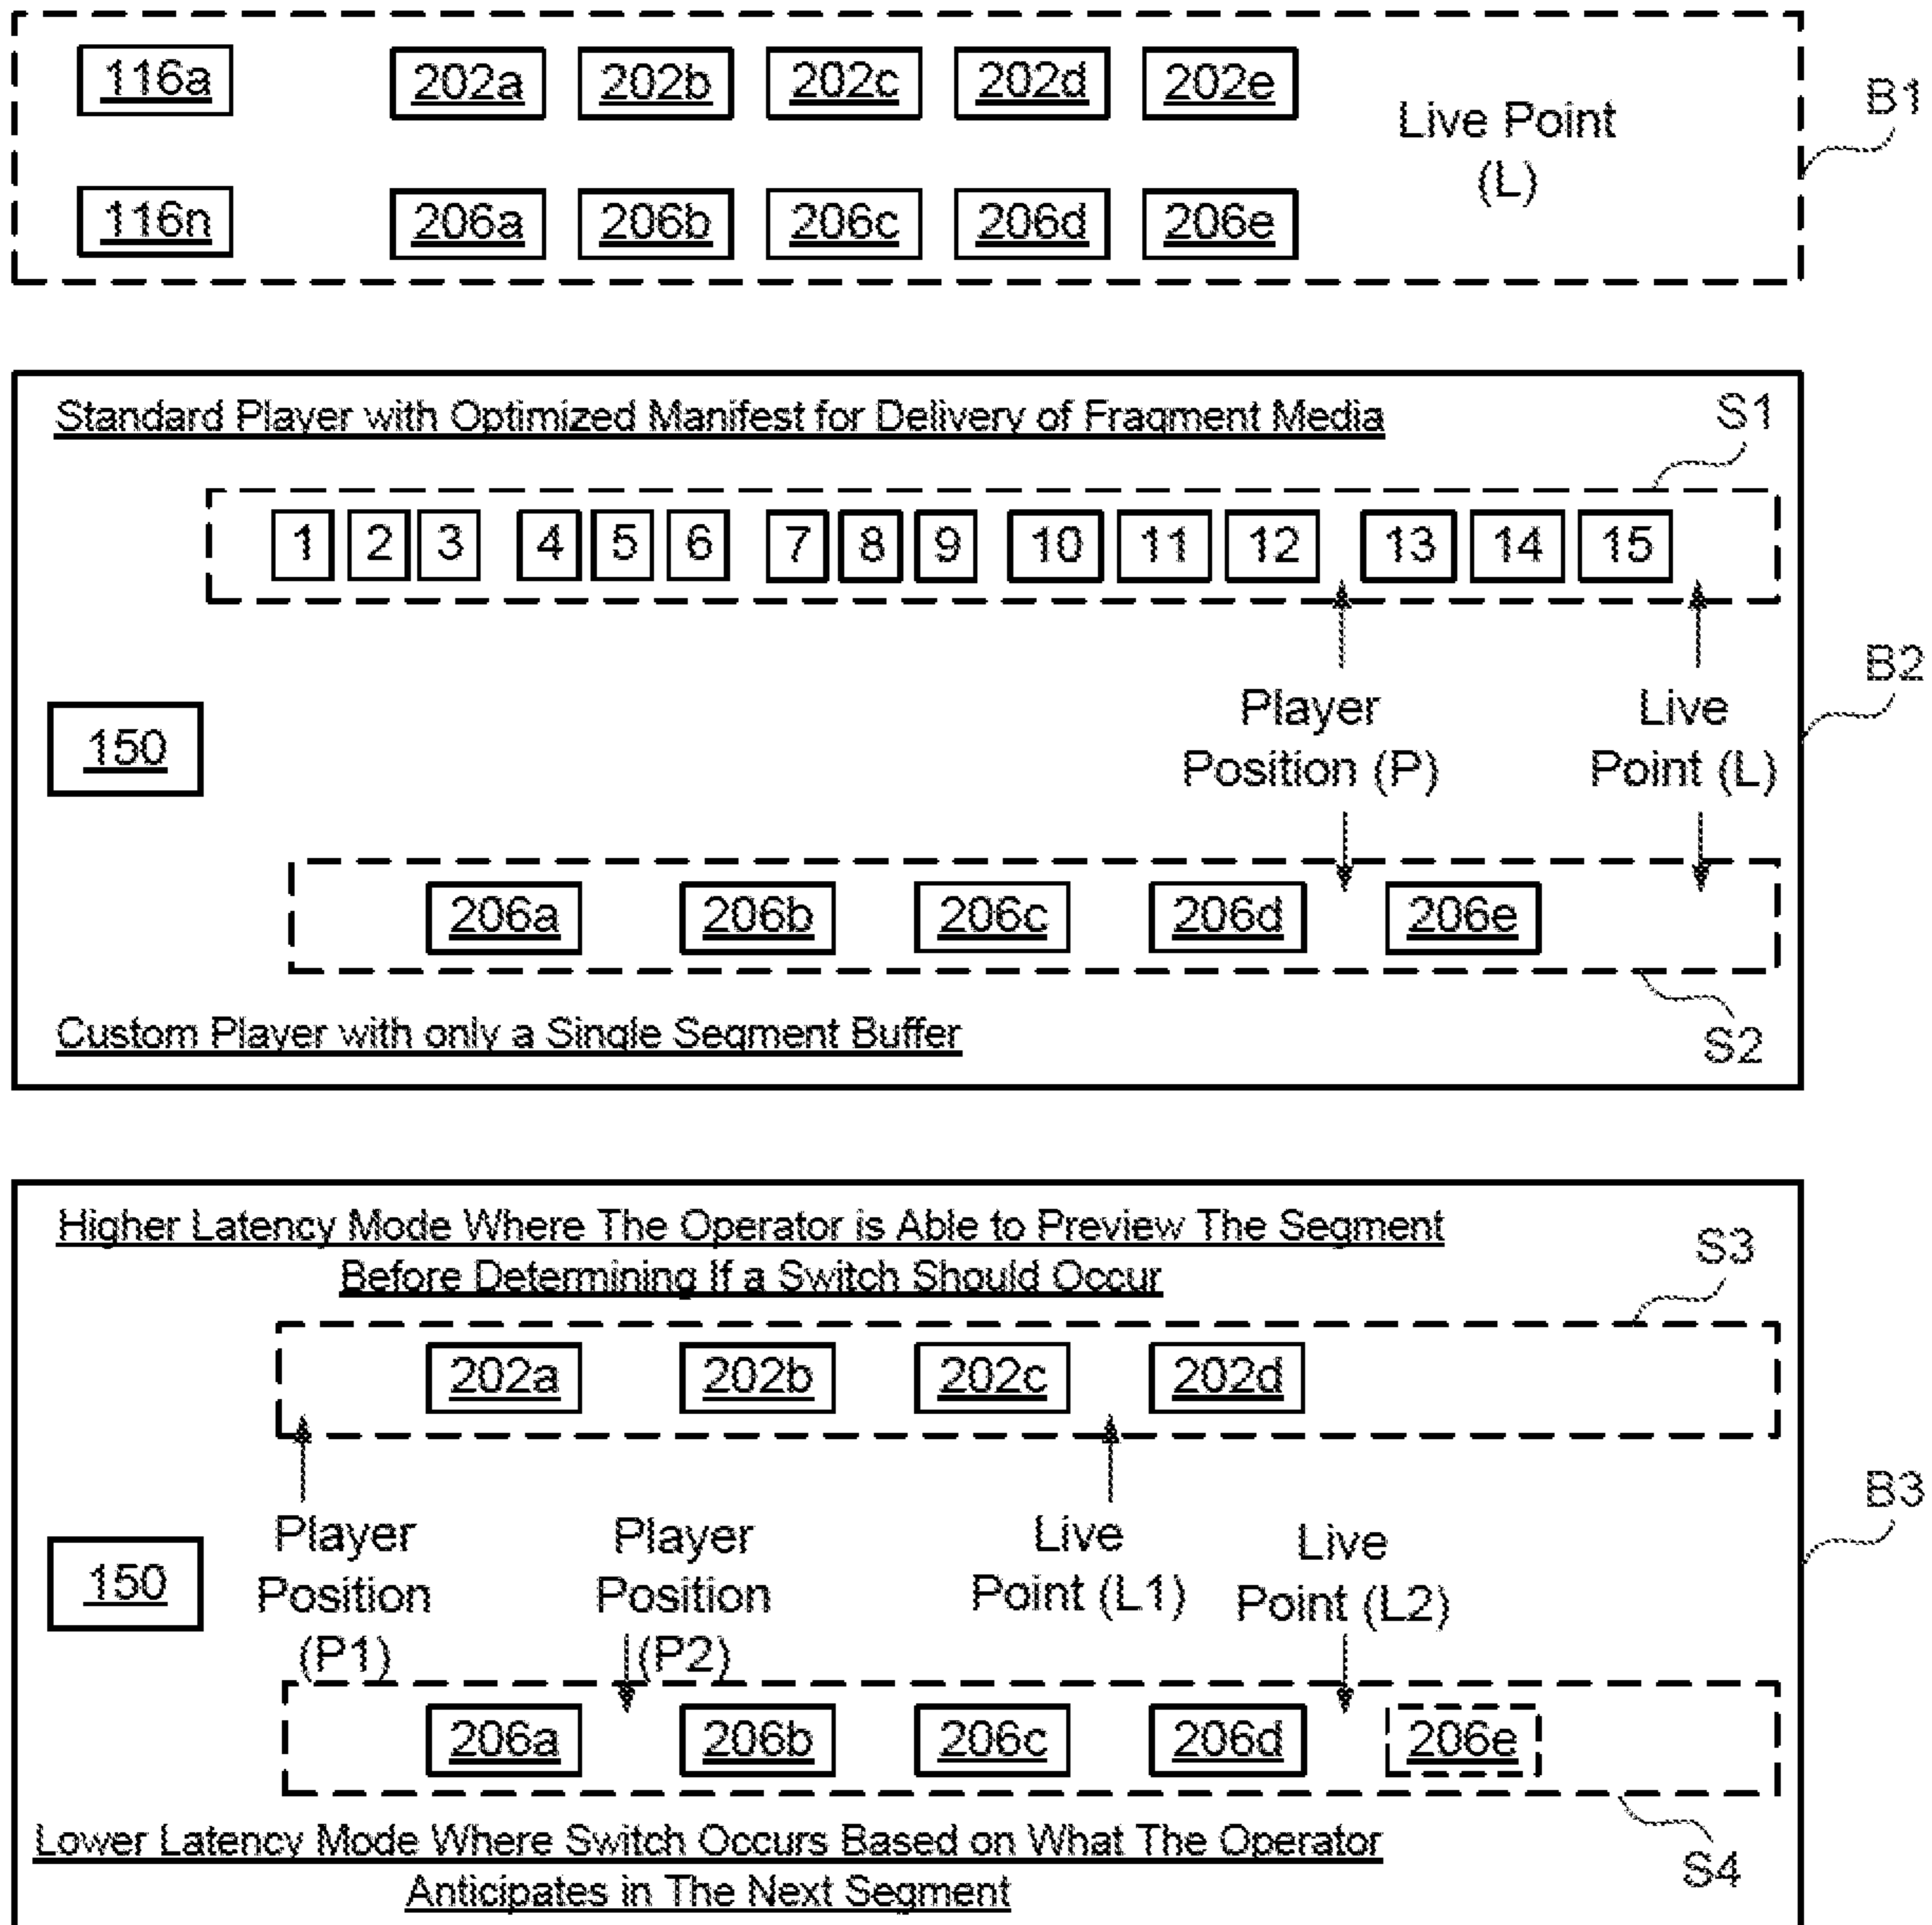 116a 202a 202b 202c 202d 202e
Live Point
(L)
B1
116n 206a 206b 206c 206d 206e
Standard Player with Optimized Manifest for Delivery of Fragment Media
S1
1 2 3 4 5 6 7 8 9 10 11 12 13 14 15
B2
150
Player
Position (P)
Live
Point (L)
206a 206b 206c 206d 206e
Custom Player with only a Single Segment Buffer
S2
Higher Latency Mode Where The Operator is Able to Preview The Segment
Before Determining If a Switch Should Occur
S3
202a 202b 202c 202d
B3
150
Player
Position
(P1)
Player
Position
(P2)
Live
Point (L1)
Live
Point (L2)
206a 206b 206c 206d 206e
Lower Latency Mode Where Switch Occurs Based on What The Operator
Anticipates in The Next Segment
S4